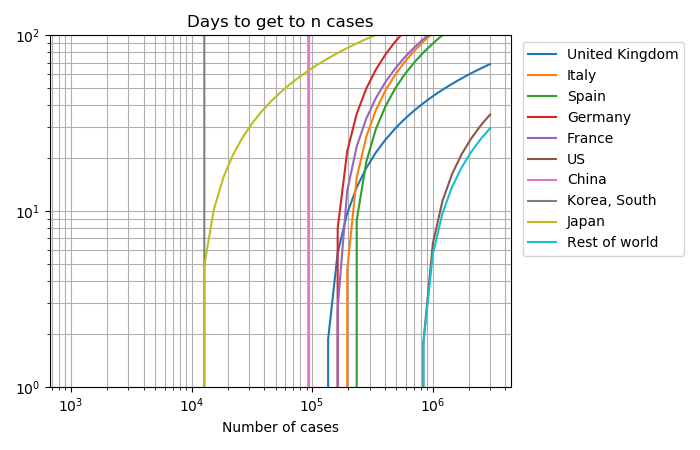 Days to get to n cases
10²
10¹
10⁰
10³
10⁴
10⁵
10⁶
Number of cases
United Kingdom
Italy
Spain
Germany
France
US
China
Korea, South
Japan
Rest of world